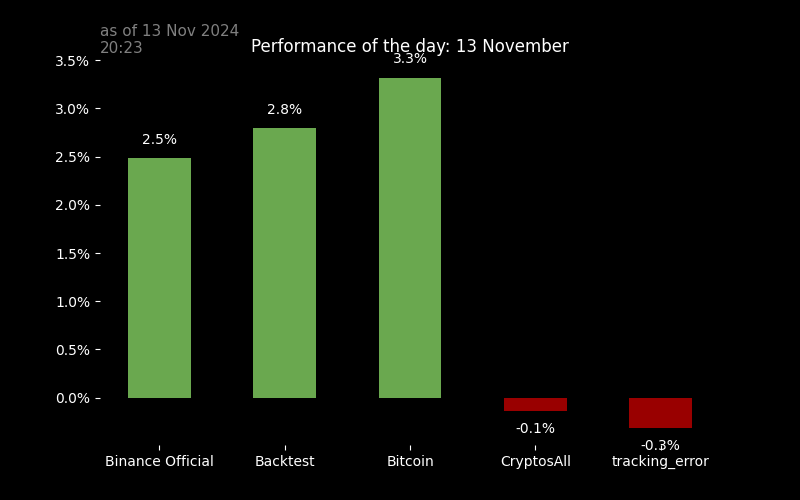 as of 13 Nov 2024
20:23
Performance of the day: 13 November
3.5%
3.0%
2.5%
2.0%
1.5%
1.0%
0.5%
0.0%
2.5%
2.8%
3.3%
-0.1%
-0.3%
Binance Official
Backtest
Bitcoin
CryptosAll
tracking_error